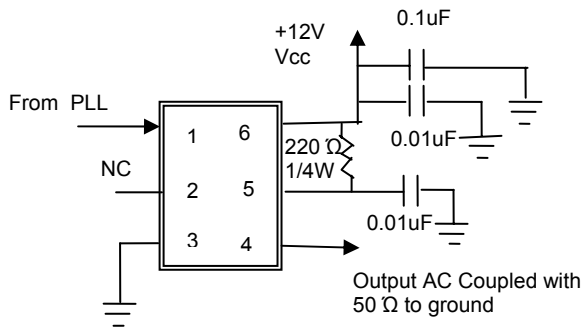 0.1uF
+12V
Vcc
From PLL
1
6
220 Ώ
0.01uF
1/4W
NC
2
5
0.01uF
3
4
Output AC Coupled with
50 Ώ to ground